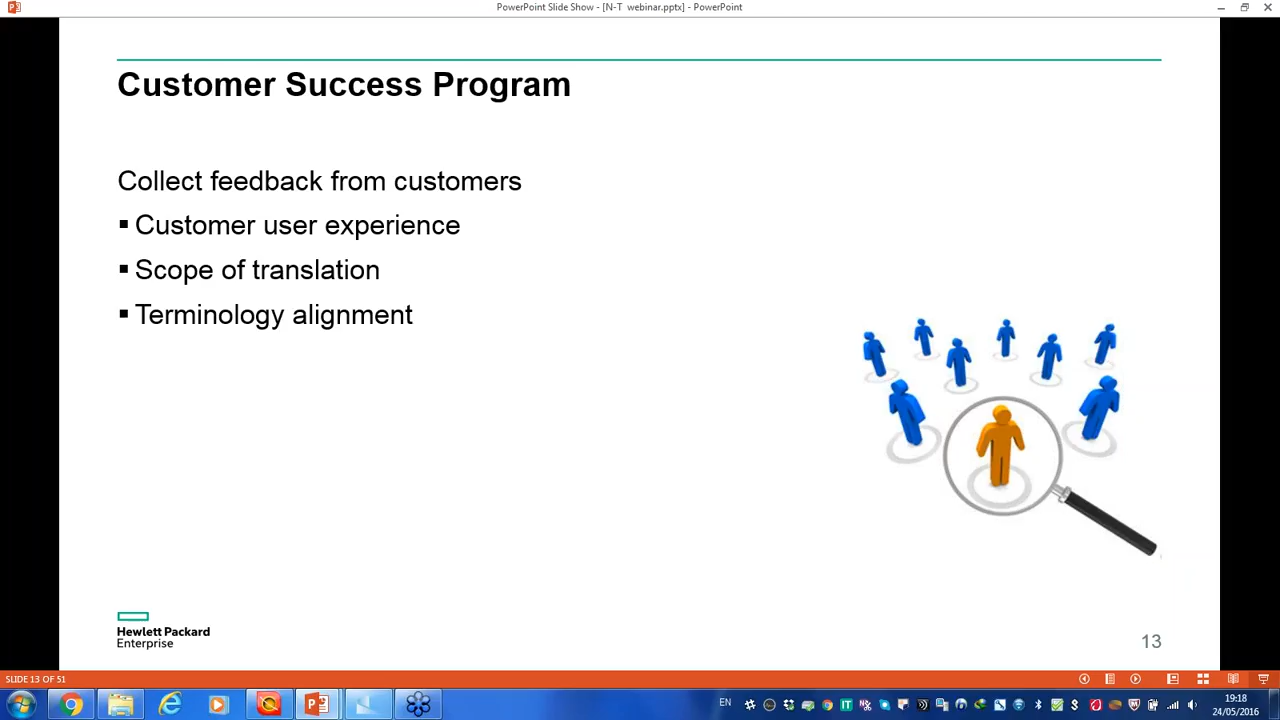 PowerPoint Slide Show - [N-T webinar.pptx] - PowerPoint
Customer Success Program
Collect feedback from customers
▪ Customer user experience
▪ Scope of translation
▪ Terminology alignment
Hewlett Packard
Enterprise
13
SLIDE 13 OF 51
EN
19:18
24/05/2016